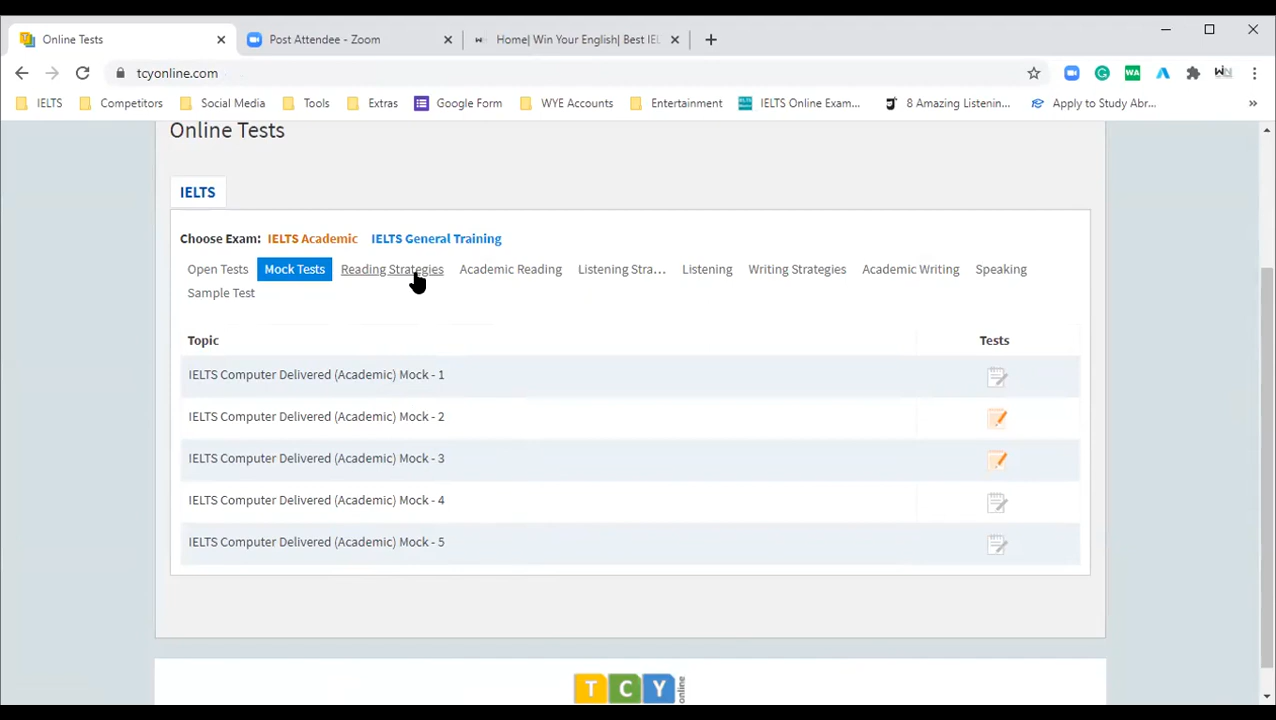 Online Tests
Post Attendee - Zoom
Home| Win Your English| Best IEL
tcyonline.com
WA
IELTS
Competitors
Social Media
Tools
Extras
Google Form
WYE Accounts
Entertainment
IELTS Online Exam...
8 Amazing Listenin...
Apply to Study Abr...
Online Tests
IELTS
Choose Exam: IELTS Academic IELTS General Training
Open Tests Mock Tests Reading Strategies Academic Reading Listening Stra... Listening Writing Strategies Academic Writing Speaking
Sample Test
Topic Tests
IELTS Computer Delivered (Academic) Mock - 1
IELTS Computer Delivered (Academic) Mock - 2
IELTS Computer Delivered (Academic) Mock - 3
IELTS Computer Delivered (Academic) Mock - 4
IELTS Computer Delivered (Academic) Mock - 5
TCY online